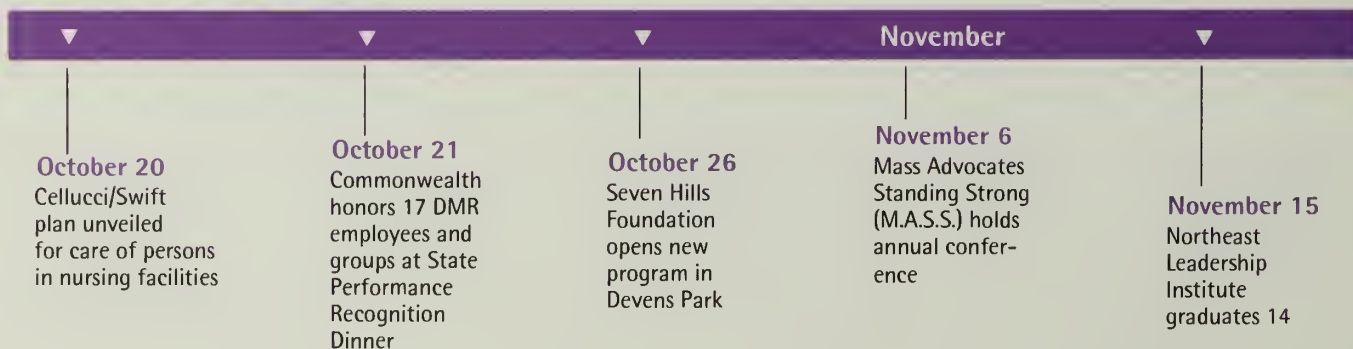 November
October 20
Cellucci/Swift
plan unveiled
for care of persons
in nursing facilities
October 21
Commonwealth
honors 17 DMR
employees and
groups at State
Performance
Recognition
Dinner
October 26
Seven Hills
Foundation
opens new
program in
Devens Park
November 6
Mass Advocates
Standing Strong
(M.A.S.S.) holds
annual confer-
ence
November 15
Northeast
Leadership
Institute
graduates 14